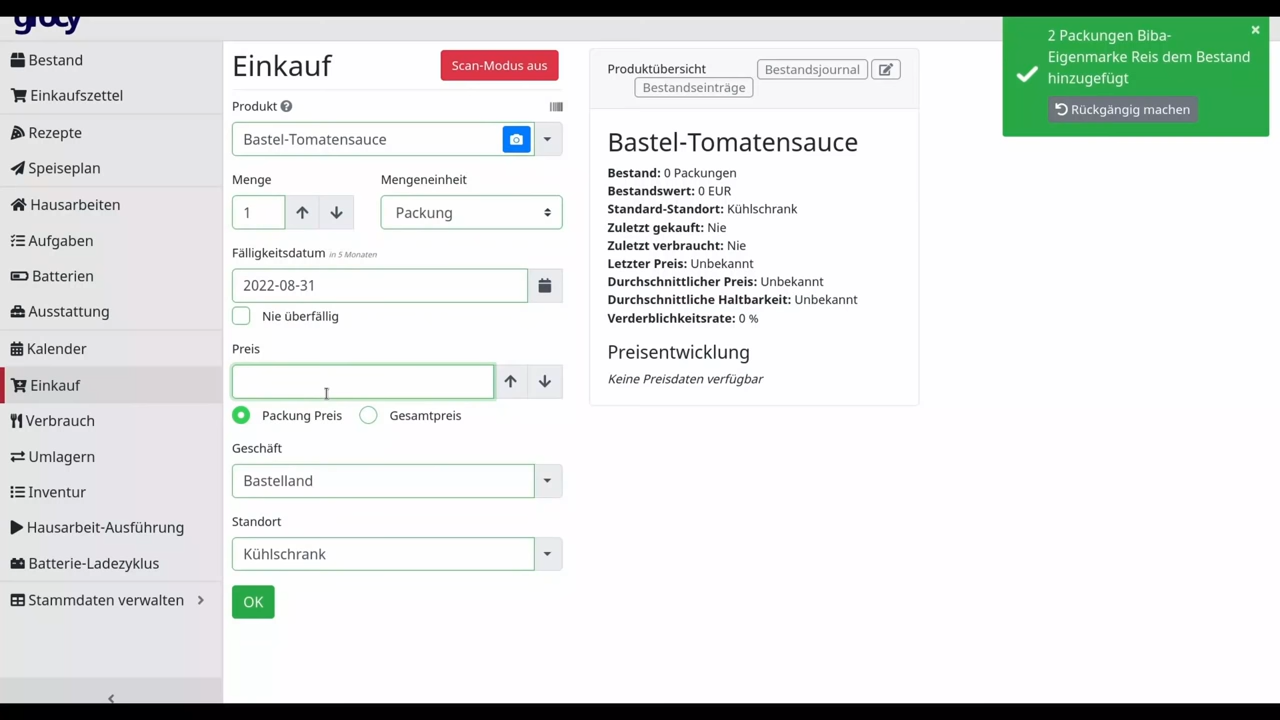 grocy
Bestand
Einkaufszettel
Rezepte
Speiseplan
Hausarbeiten
Aufgaben
Batterien
Ausstattung
Kalender
Einkauf
Verbrauch
Umlagern
Inventur
Hausarbeit-Ausführung
Batterie-Ladezyklus
Stammdaten verwalten
Einkauf
Scan-Modus aus
Produkt
Bastel-Tomatensauce
Menge
Mengeneinheit
1
Packung
Fälligkeitsdatum in 5 Monaten
2022-08-31
Nie überfällig
Preis
Packung Preis
Gesamtpreis
Geschäft
Bastelland
Standort
Kühlschrank
OK
Produktübersicht
Bestandsjournal
Bestandseinträge
Bastel-Tomatensauce
Bestand: 0 Packungen
Bestandswert: 0 EUR
Standard-Standort: Kühlschrank
Zuletzt gekauft: Nie
Zuletzt verbraucht: Nie
Letzter Preis: Unbekannt
Durchschnittlicher Preis: Unbekannt
Durchschnittliche Haltbarkeit: Unbekannt
Verderblichkeitsrate: 0 %
Preisentwicklung
Keine Preisdaten verfügbar
2 Packungen Biba-
Eigenmarke Reis dem Bestand
hinzugefügt
Rückgängig machen